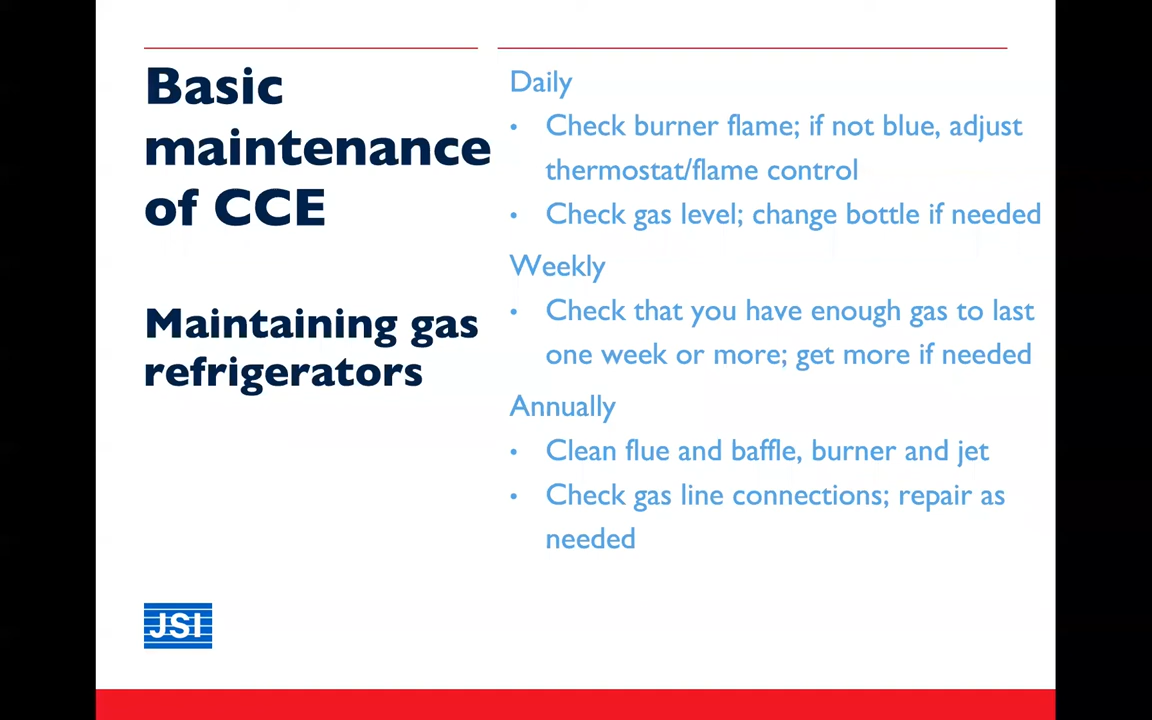 Basic
maintenance
of CCE
Maintaining gas
refrigerators
Daily
• Check burner flame; if not blue, adjust
thermostat/flame control
• Check gas level; change bottle if needed
Weekly
• Check that you have enough gas to last
one week or more; get more if needed
Annually
• Clean flue and baffle, burner and jet
• Check gas line connections; repair as
needed
JSI